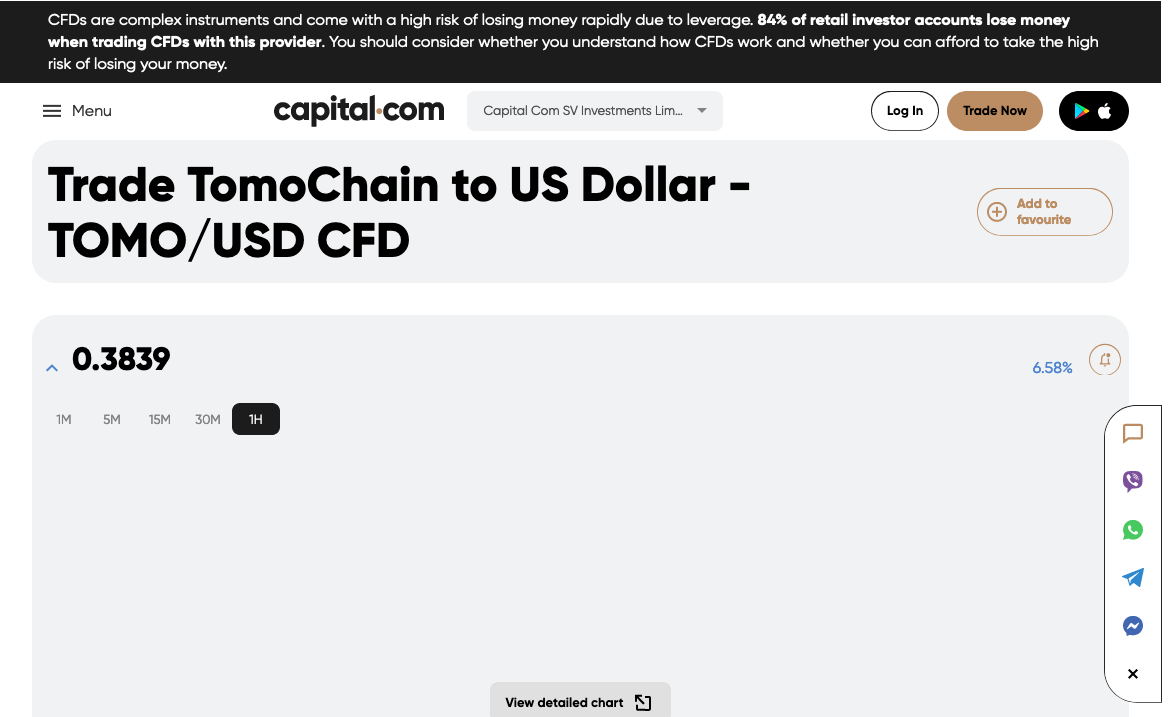 CFDs are complex instruments and come with a high risk of losing money rapidly due to leverage. 84% of retail investor accounts lose money
when trading CFDs with this provider. You should consider whether you understand how CFDs work and whether you can afford to take the high
risk of losing your money.
Menu
capital.com
Capital Com SV Investments Lim...
Log In
Trade Now
Trade TomoChain to US Dollar -
TOMO/USD CFD
Add to
favourite
0.3839
6.58%
1M 5M 15M 30M 1H
View detailed chart